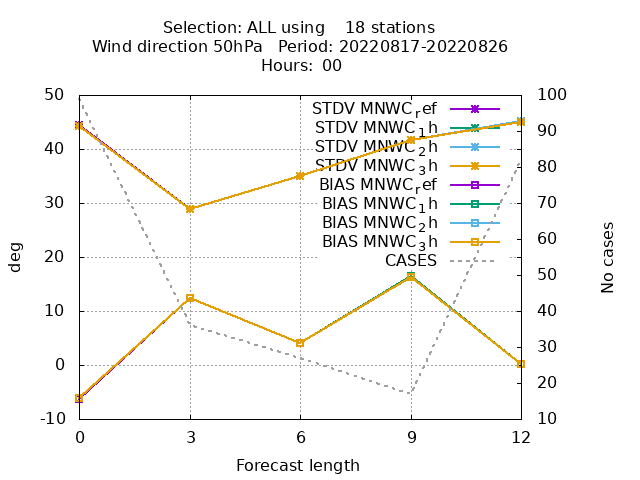 Selection: ALL using    18 stations
Wind direction 50hPa   Period: 20220817-20220826
Hours: 00
50
40
30
20
10
0
-10
deg
100
90
80
70
60
50
40
30
20
10
No cases
STDV MNWC_ref
STDV MNWC_1h
STDV MNWC_2h
STDV MNWC_3h
BIAS MNWC_ref
BIAS MNWC_1h
BIAS MNWC_2h
BIAS MNWC_3h
CASES
0 3 6 9 12
Forecast length